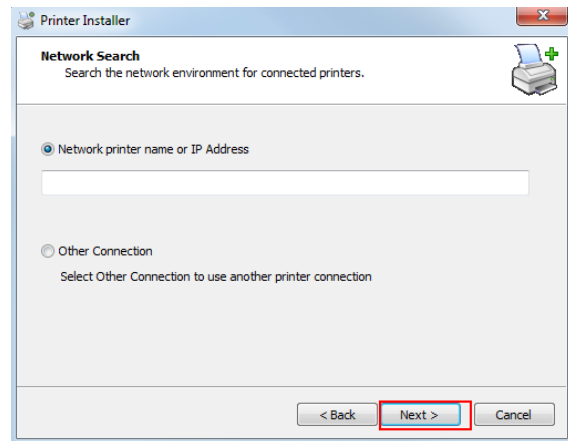 Printer Installer
Network Search
Search the network environment for connected printers.
Network printer name or IP Address
Other Connection
Select Other Connection to use another printer connection
< Back Next > Cancel